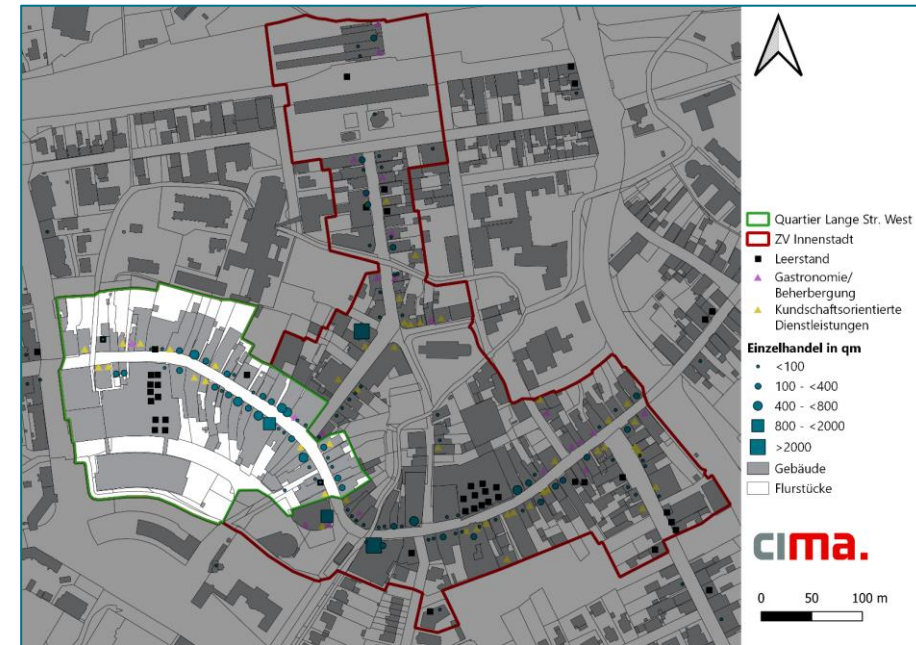 Quartier Lange Str. West
ZV Innenstadt
Leerstand
Gastronomie/
Beherbergung
Kundschaftsorientierte
Dienstleistungen
Einzelhandel in qm
<100
100 - <400
400 - <800
800 - <2000
>2000
Gebäude
Flurstücke
cima.
0 50 100 m